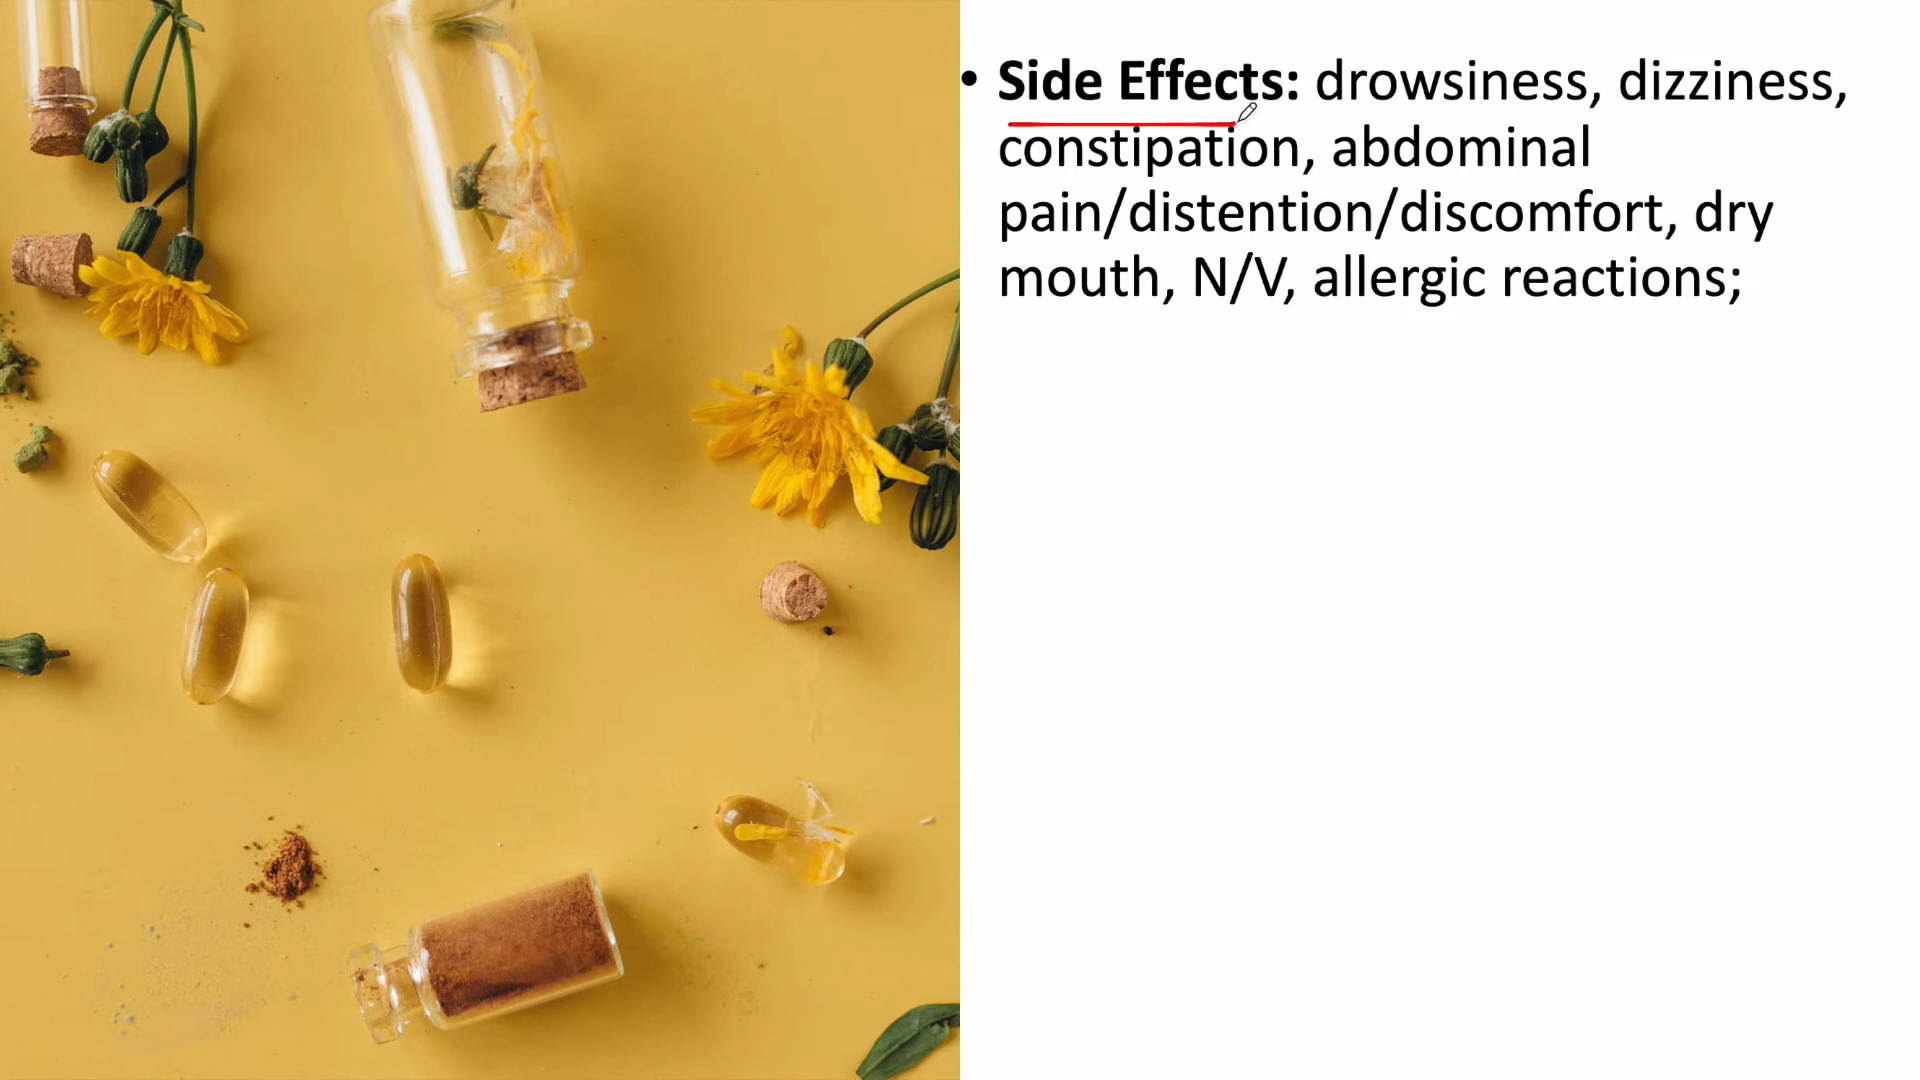 • Side Effects: drowsiness, dizziness,
constipation, abdominal
pain/distention/discomfort, dry
mouth, N/V, allergic reactions;